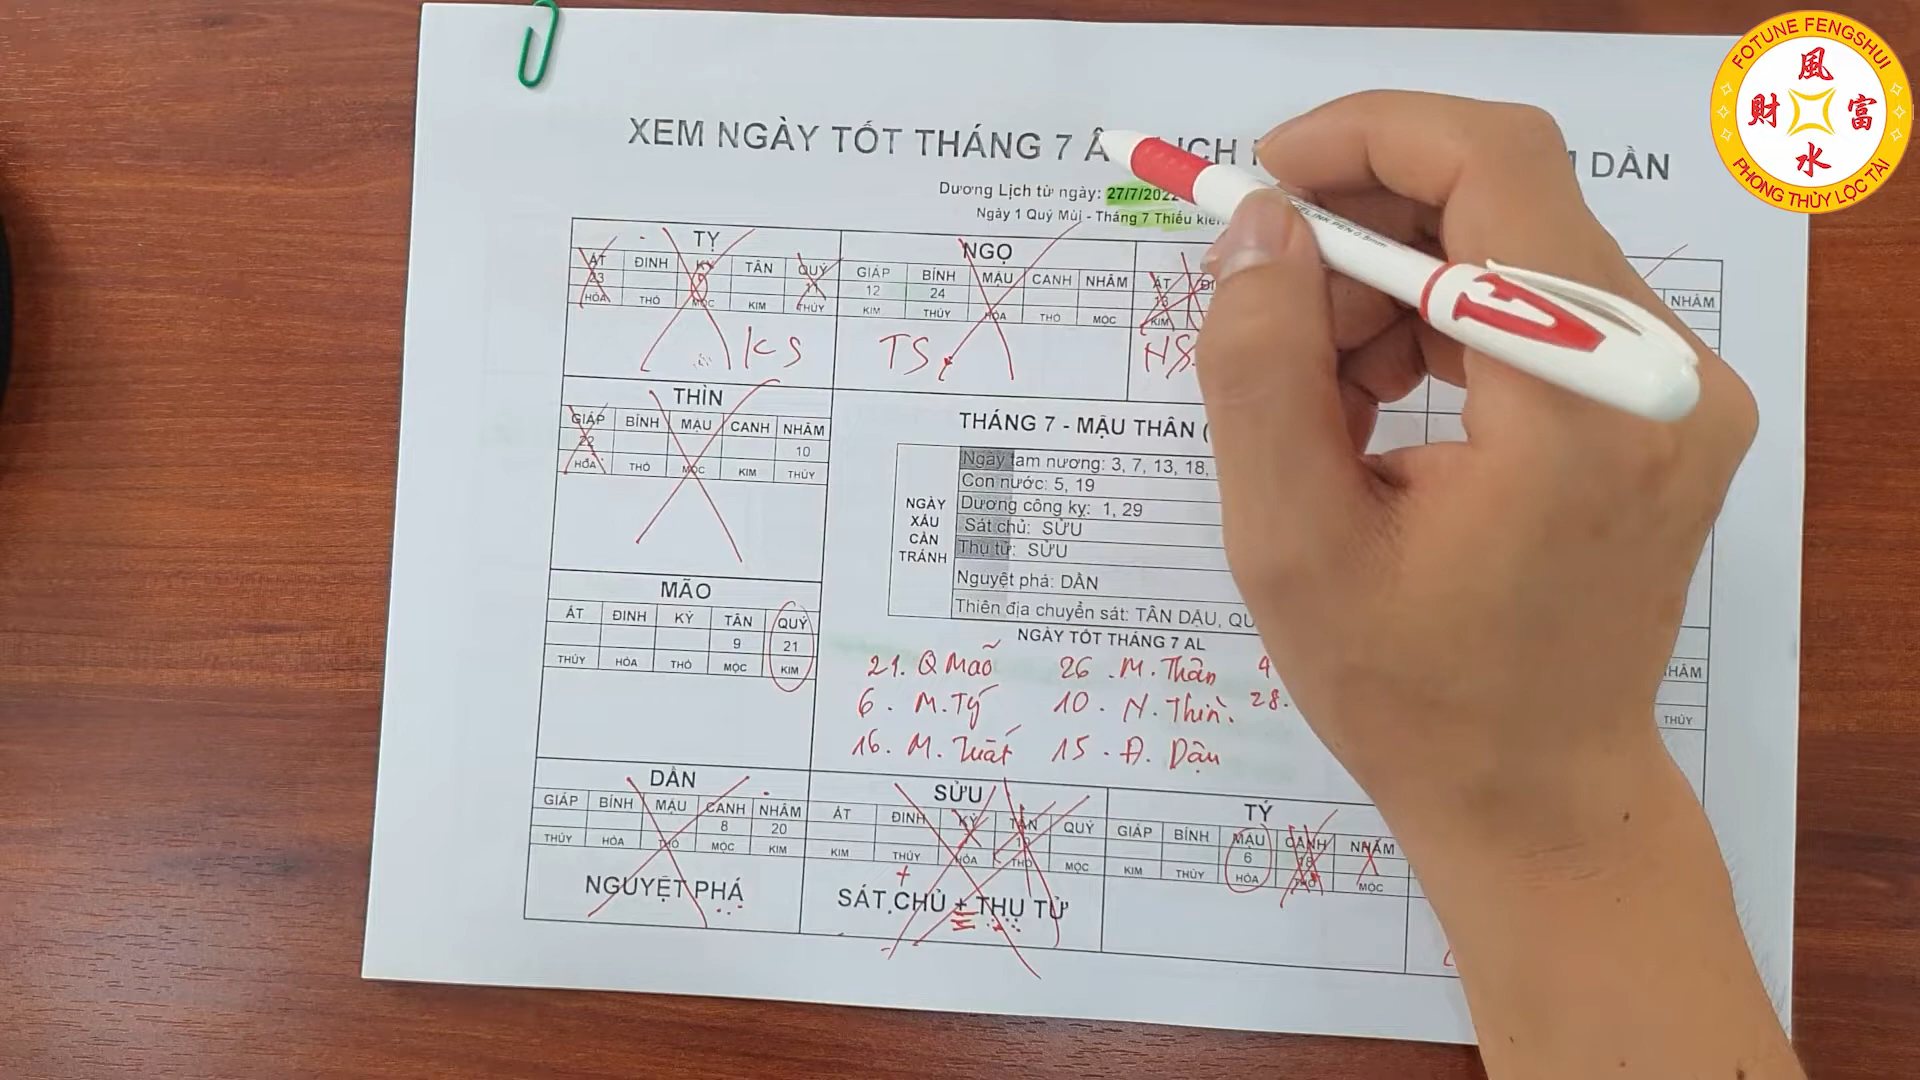 FOTUNE FENGSHUI
風
財 富
水
PHONG THỦY LỘC TÀI
XEM NGÀY TỐT THÁNG 7 DẦN
Dương Lịch từ ngày: 27/7/2022
Ngày 1 Quý Mùi - Tháng 7 Thiếu
TỴ
ẤT ĐINH KỶ TÂN QUÝ
23
HỎA THỔ MỘC KIM THỦY
KS
NGỌ
GIÁP BÍNH MẬU CANH NHÂM
12 24
KIM THỦY HỎA THỔ MỘC
TS
ẤT
13
KIM
NHÂM
THÌN
GIÁP BÍNH MẬU CANH NHÂM
22 10
HỎA THỔ MỘC KIM THỦY
THÁNG 7 - MẬU THÂN (
NGÀY XẤU CẦN TRÁNH
Ngày tam nương: 3, 7, 13, 18,
Con nước: 5, 19
Dương công kỵ: 1, 29
Sát chủ: SỬU
Thụ tử: SỬU
Nguyệt phá: DẦN
Thiên địa chuyển sát: TÂN DẬU,
NGÀY TỐT THÁNG 7 AL
21. Q Mão 26. M. Thân 9
6. M. Tý 10. N. Thìn. 28.
16. M. Tuất 15. Đ. Dậu
MÃO
ẤT ĐINH KỶ TÂN QUÝ
9 21
THỦY HỎA THỔ MỘC KIM
NHÂM
THỦY
DẦN
GIÁP BÍNH MẬU CANH NHÂM
8 20
THỦY HỎA THỔ MỘC KIM
NGUYỆT PHÁ
SỬU
ẤT ĐINH KỶ TÂN QUÝ
KIM THỦY HỎA THỔ MỘC
SÁT CHỦ + THỤ TỬ
TÝ
GIÁP BÍNH MẬU CANH NHÂM
6 18
KIM THỦY HỎA THỔ MỘC